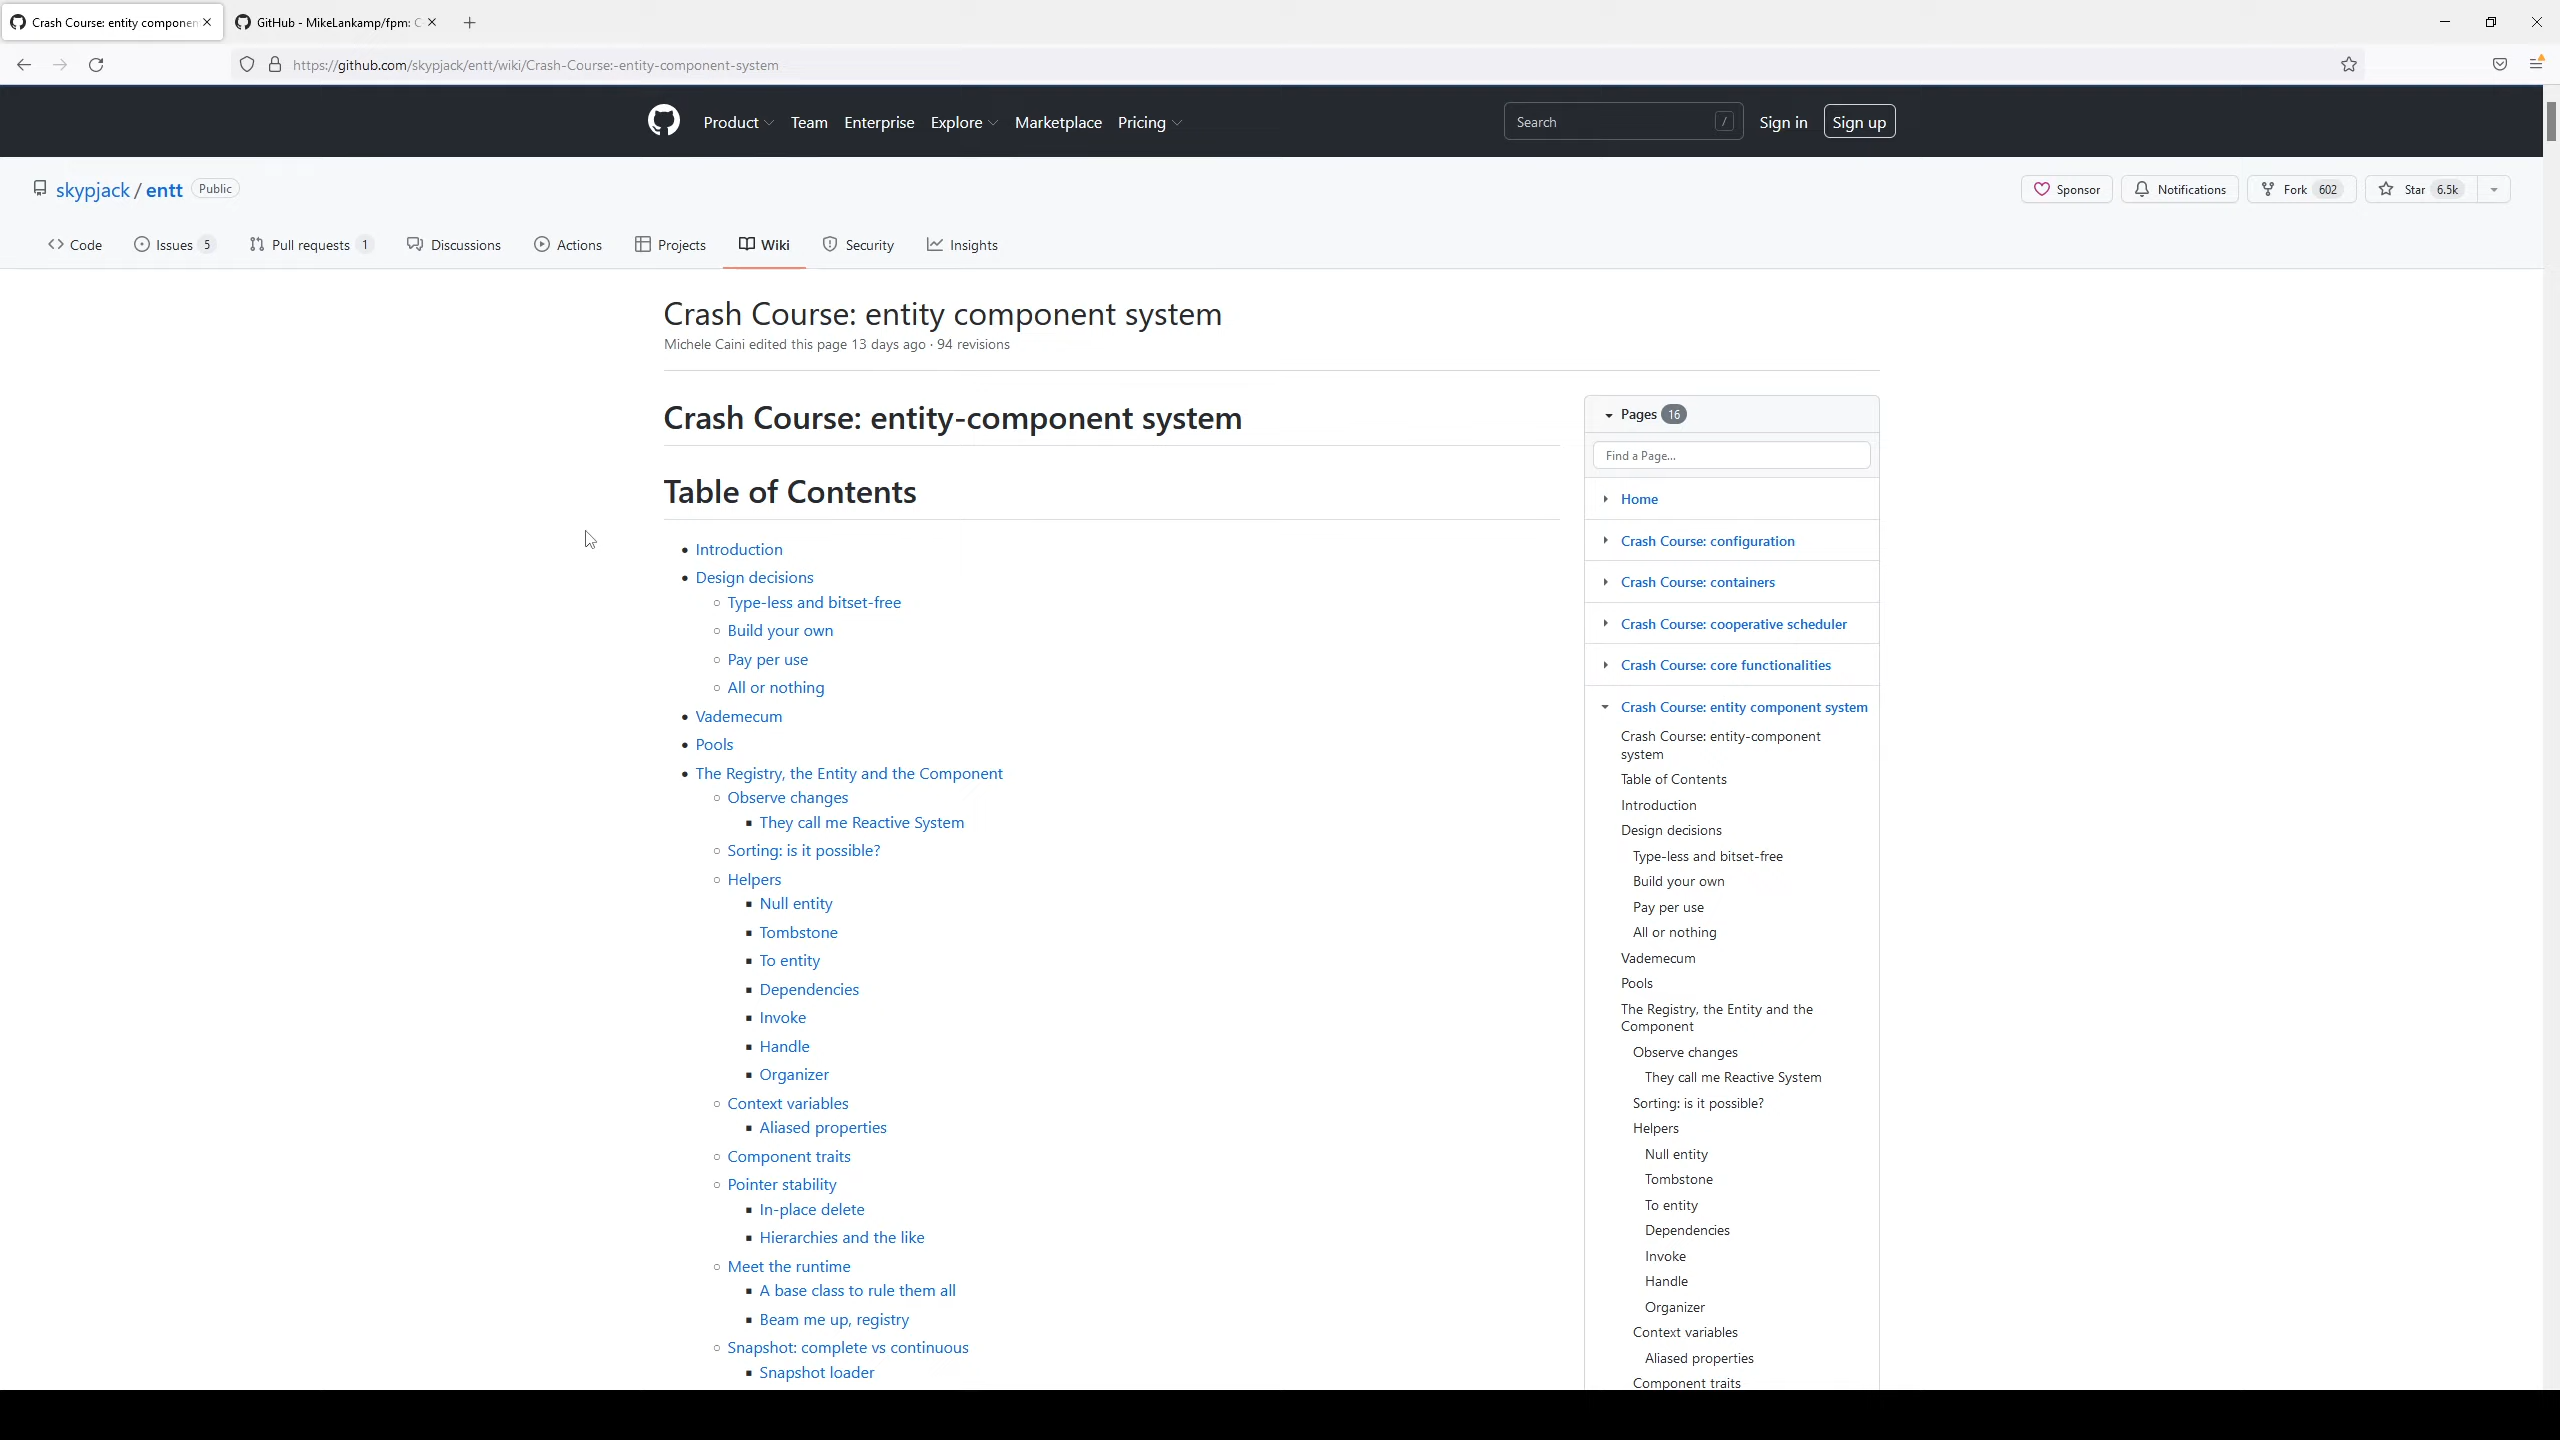 Crash Course: entity componen
GitHub - MikeLankamp/fpm: C
https://github.com/skypjack/entt/wiki/Crash-Course:-entity-component-system
Product Team Enterprise Explore Marketplace Pricing Search / Sign in Sign up
skypjack / entt Public Sponsor Notifications Fork 602 Star 6.5k
Code Issues 5 Pull requests 1 Discussions Actions Projects Wiki Security Insights
Crash Course: entity component system
Michele Caini edited this page 13 days ago · 94 revisions
Crash Course: entity-component system
Table of Contents
Introduction
Design decisions
Type-less and bitset-free
Build your own
Pay per use
All or nothing
Vademecum
Pools
The Registry, the Entity and the Component
Observe changes
They call me Reactive System
Sorting: is it possible?
Helpers
Null entity
Tombstone
To entity
Dependencies
Invoke
Handle
Organizer
Context variables
Aliased properties
Component traits
Pointer stability
In-place delete
Hierarchies and the like
Meet the runtime
A base class to rule them all
Beam me up, registry
Snapshot: complete vs continuous
Snapshot loader
Pages 16
Find a Page...
Home
Crash Course: configuration
Crash Course: containers
Crash Course: cooperative scheduler
Crash Course: core functionalities
Crash Course: entity component system
Crash Course: entity-component
system
Table of Contents
Introduction
Design decisions
Type-less and bitset-free
Build your own
Pay per use
All or nothing
Vademecum
Pools
The Registry, the Entity and the
Component
Observe changes
They call me Reactive System
Sorting: is it possible?
Helpers
Null entity
Tombstone
To entity
Dependencies
Invoke
Handle
Organizer
Context variables
Aliased properties
Component traits